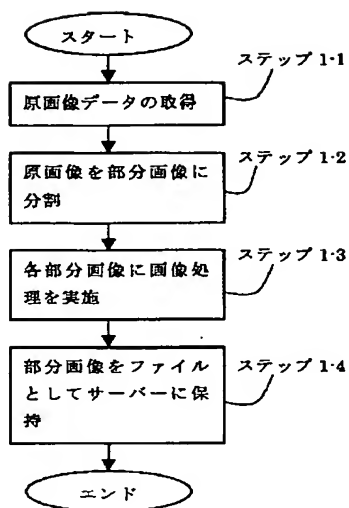 スタート
ステップ 1-1
原画像データの取得
ステップ 1-2
原画像を部分画像に
分割
ステップ 1-3
各部分画像に画像処
理を実施
部分画像をファイル
ステップ 1-4
としてサーバーに保
持
エンド